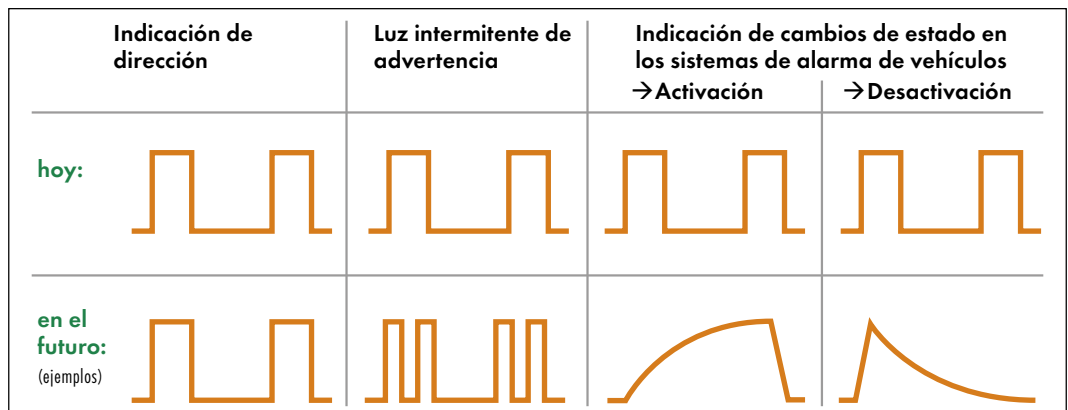 Indicación de
dirección
Luz intermitente de
advertencia
Indicación de cambios de estado en
los sistemas de alarma de vehículos
→Activación
→Desactivación
hoy:
en el
futuro:
(ejemplos)